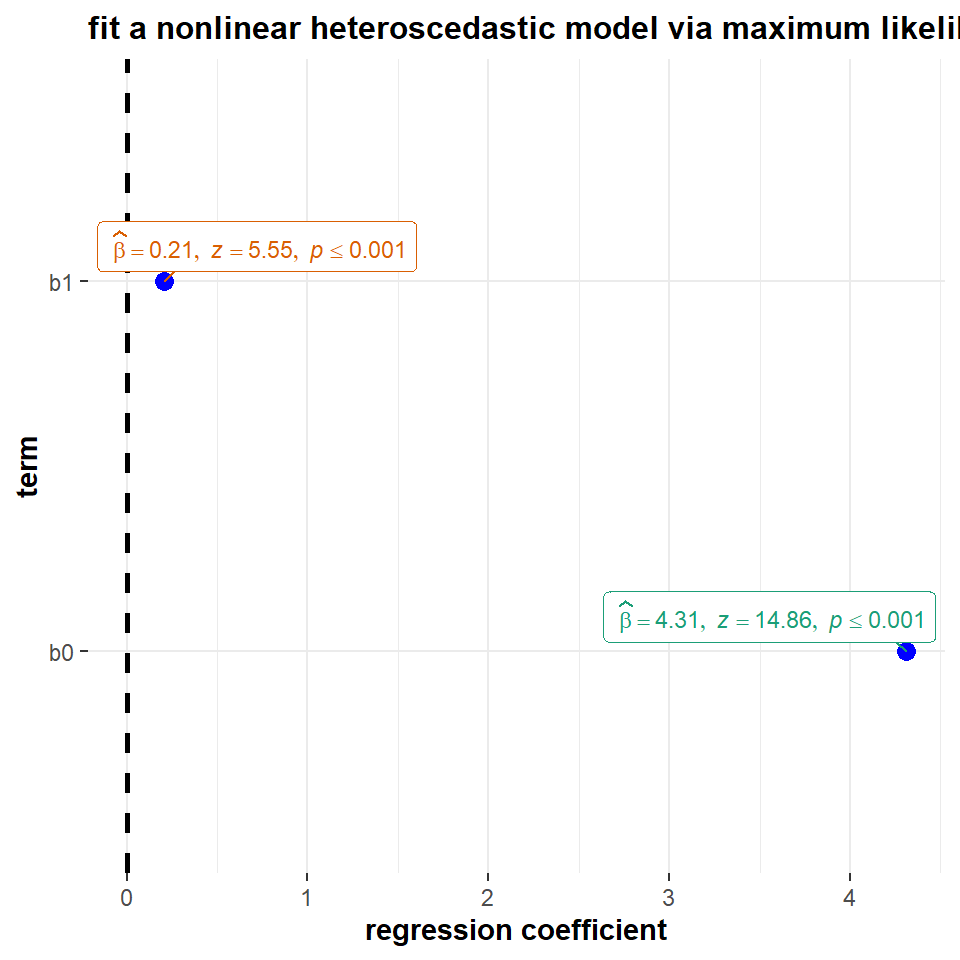 fit a nonlinear heteroscedastic model via maximum
β̂ = 0.21, z = 5.55, p ≤ 0.001
b1
term
β̂ = 4.31, z = 14.86, p ≤ 0.001
b0
0 1 2 3 4
regression coefficient